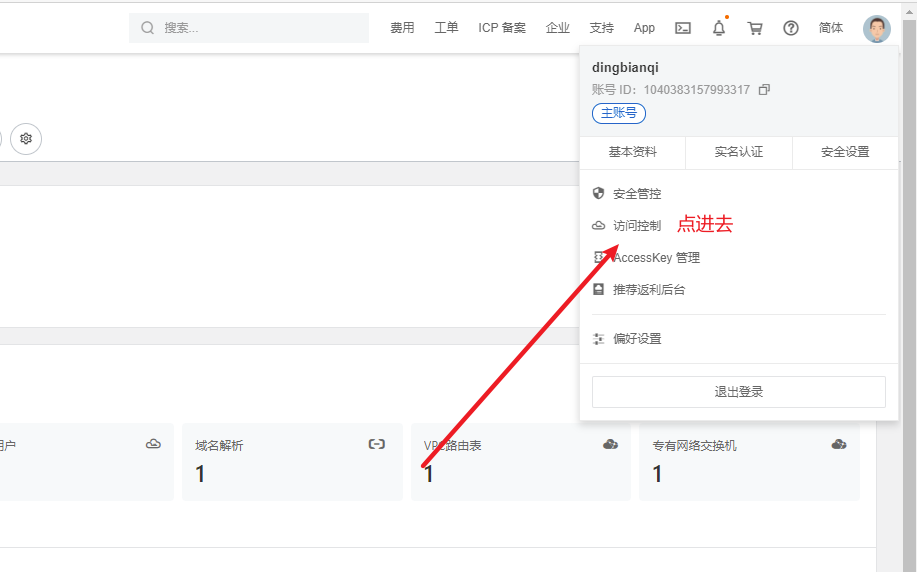 搜索...
费用 工单 ICP 备案 企业 支持 App 简体
dingbianqi
账号 ID： 1040383157993317
主账号
基本资料 实名认证 安全设置
安全管控
访问控制 点进去
AccessKey 管理
推荐返利后台
偏好设置
退出登录
用户 域名解析 VPC路由表 专有网络交换机
1 1 1